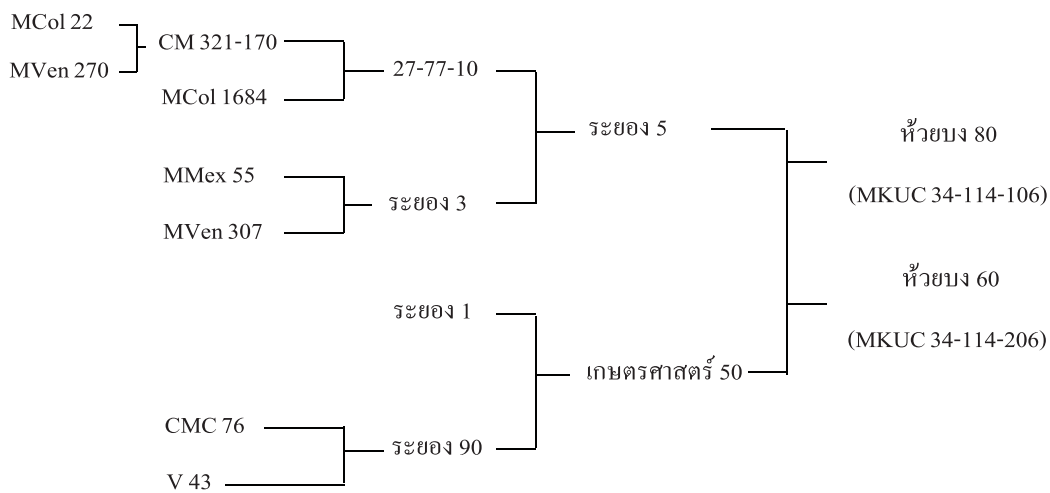 MCol 22
MVen 270
CM 321-170
MCol 1684
27-77-10
MMex 55
MVen 307
ระยอง 3
ระยอง 5
ระยอง 1
CMC 76
V 43
ระยอง 90
เกษตรศาสตร์ 50
ห้วยบง 80
(MKUC 34-114-106)
ห้วยบง 60
(MKUC 34-114-206)